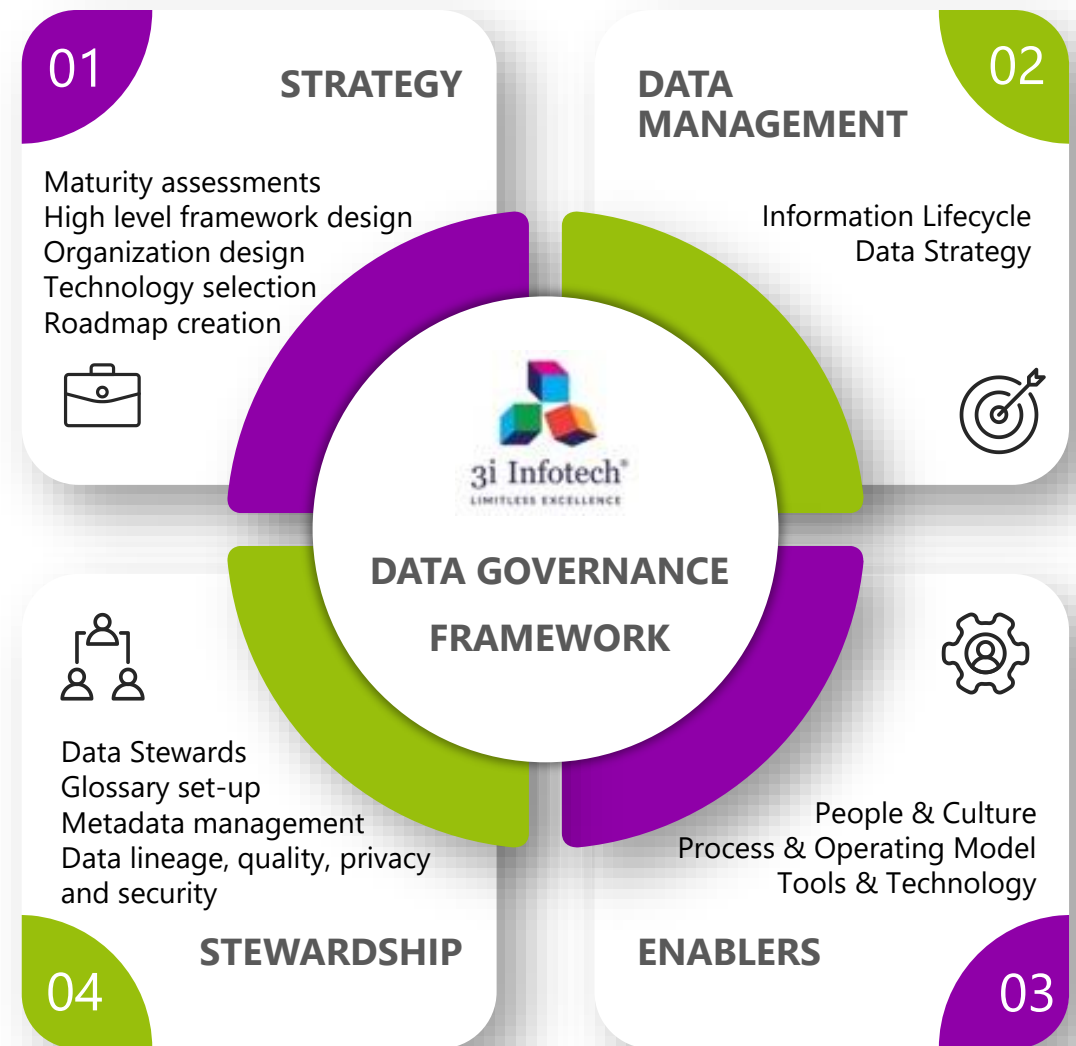 01
STRATEGY
Maturity assessments
High level framework design
Organization design
Technology selection
Roadmap creation
02
DATA
MANAGEMENT
Information Lifecycle
Data Strategy
3i Infotech®
LIMITLESS EXCELLENCE
DATA GOVERNANCE
FRAMEWORK
People & Culture
Process & Operating Model
Tools & Technology
ENABLERS
03
Data Stewards
Glossary set-up
Metadata management
Data lineage, quality, privacy
and security
STEWARDSHIP
04